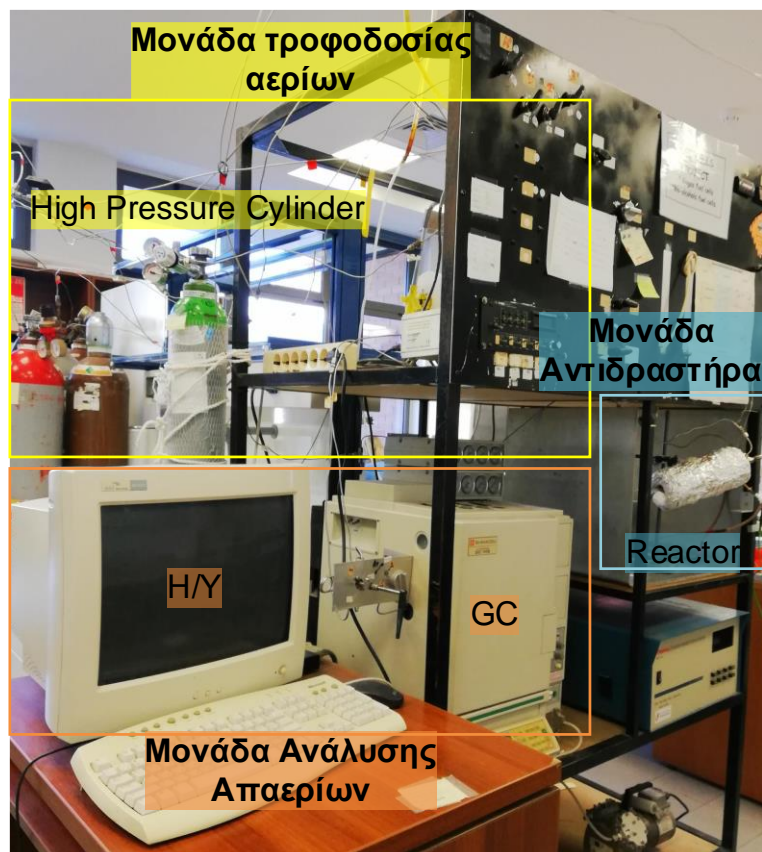 Μονάδα τροφοδοσίας
αερίων
High Pressure Cylinder
Μονάδα
Αντιδραστήρα
Reactor
Η/Υ
GC
Μονάδα Ανάλυσης
Απαερίων